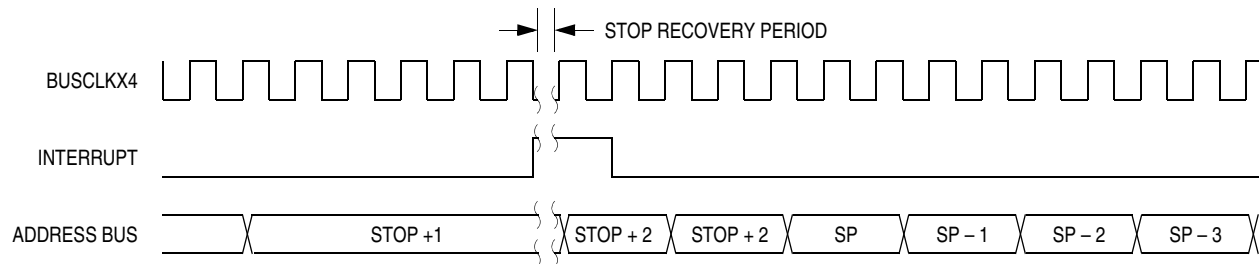 STOP RECOVERY PERIOD
BUSCLKX4
INTERRUPT
ADDRESS BUS STOP +1 STOP + 2 STOP + 2 SP SP – 1 SP – 2 SP – 3